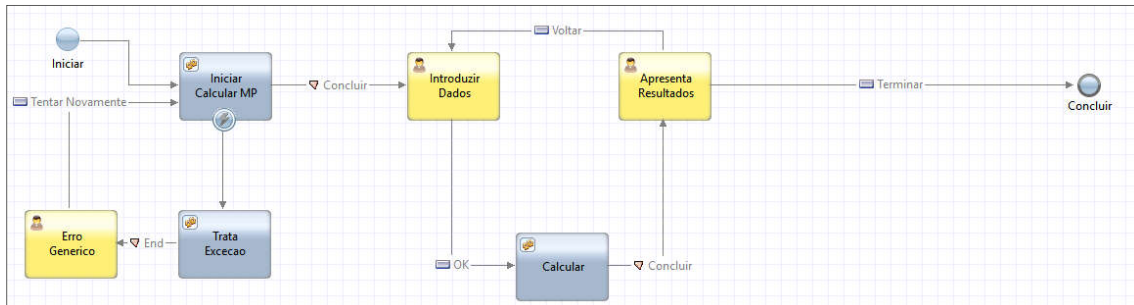 Voltar
Iniciar
Iniciar
Calcular MP
Concluir
Introduzir
Dados
Apresenta
Resultados
Terminar
Concluir
Tentar Novamente
Erro
Generico
End
Trata
Excecao
OK
Calcular
Concluir